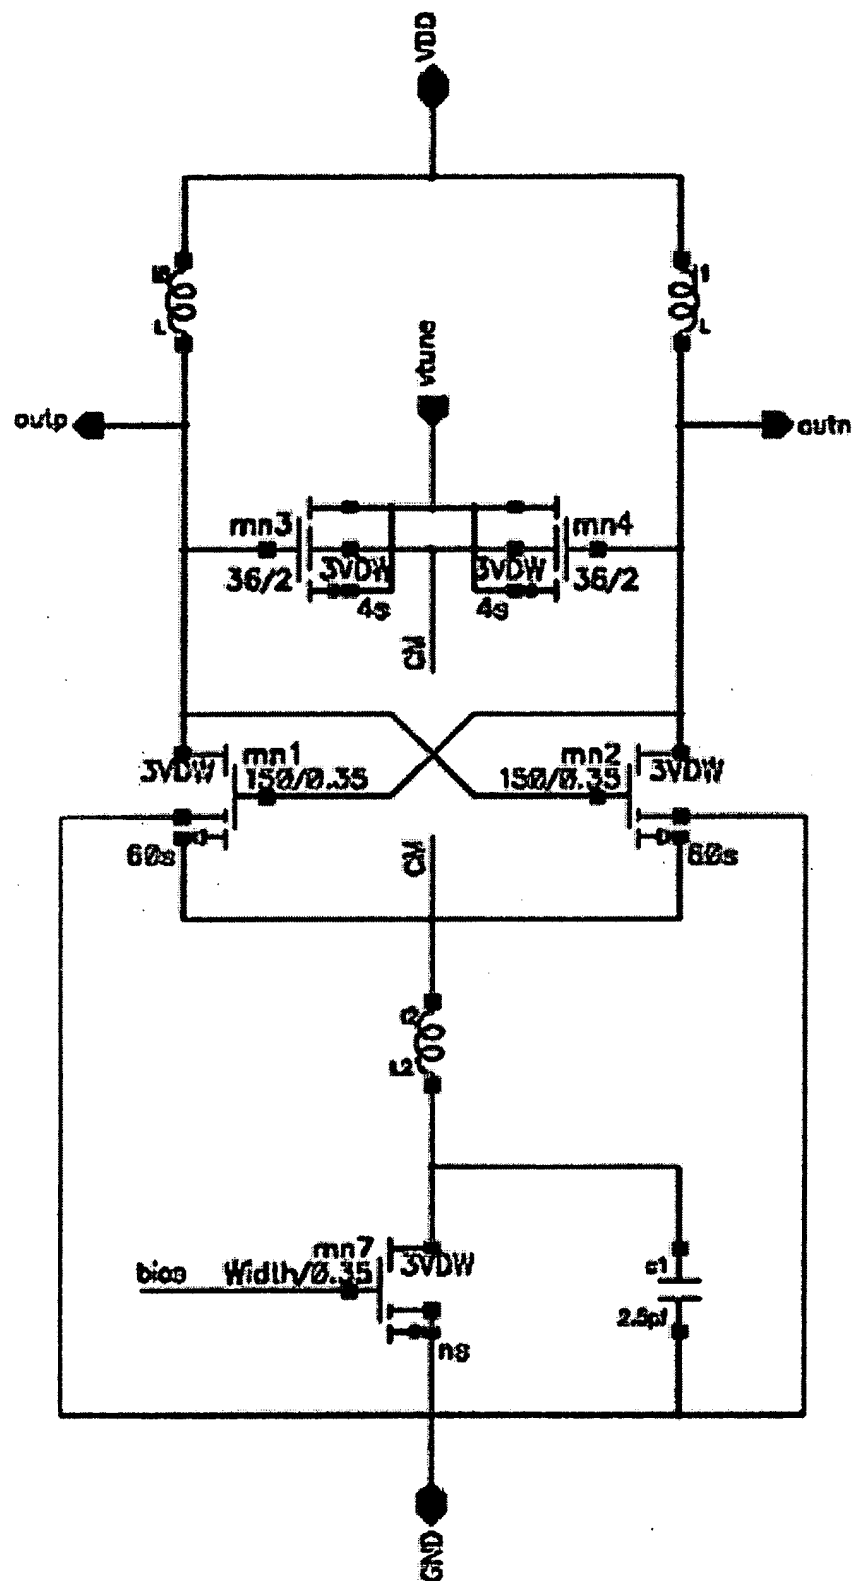 VDD
L
L
vtune
outp
outn
mn3
mn4
36/2
3VDW
3VDW
36/2
4s
4s
CM
mn1
mn2
3VDW
150/0.35
150/0.35
3VDW
CM
60s
60s
L2
mn7
bias
Width/0.35
3VDW
c1
2.5pf
ns
GND